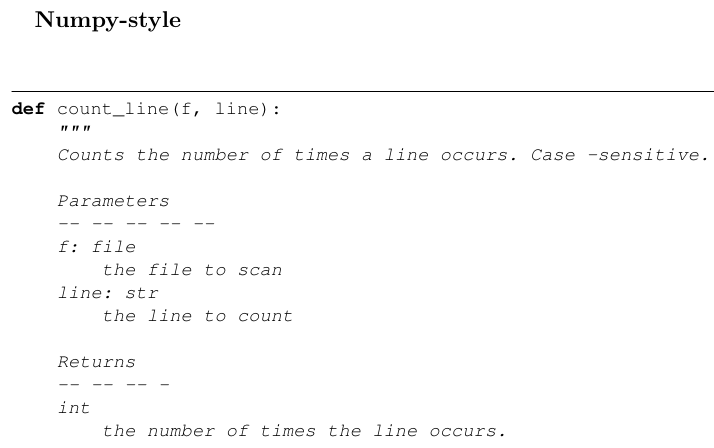 Numpy-style
def count_line(f, line):
    """
    Counts the number of times a line occurs. Case -sensitive.

    Parameters
    -- -- -- -- --
    f: file
        the file to scan
    line: str
        the line to count

    Returns
    -- -- -- -
    int
        the number of times the line occurs.